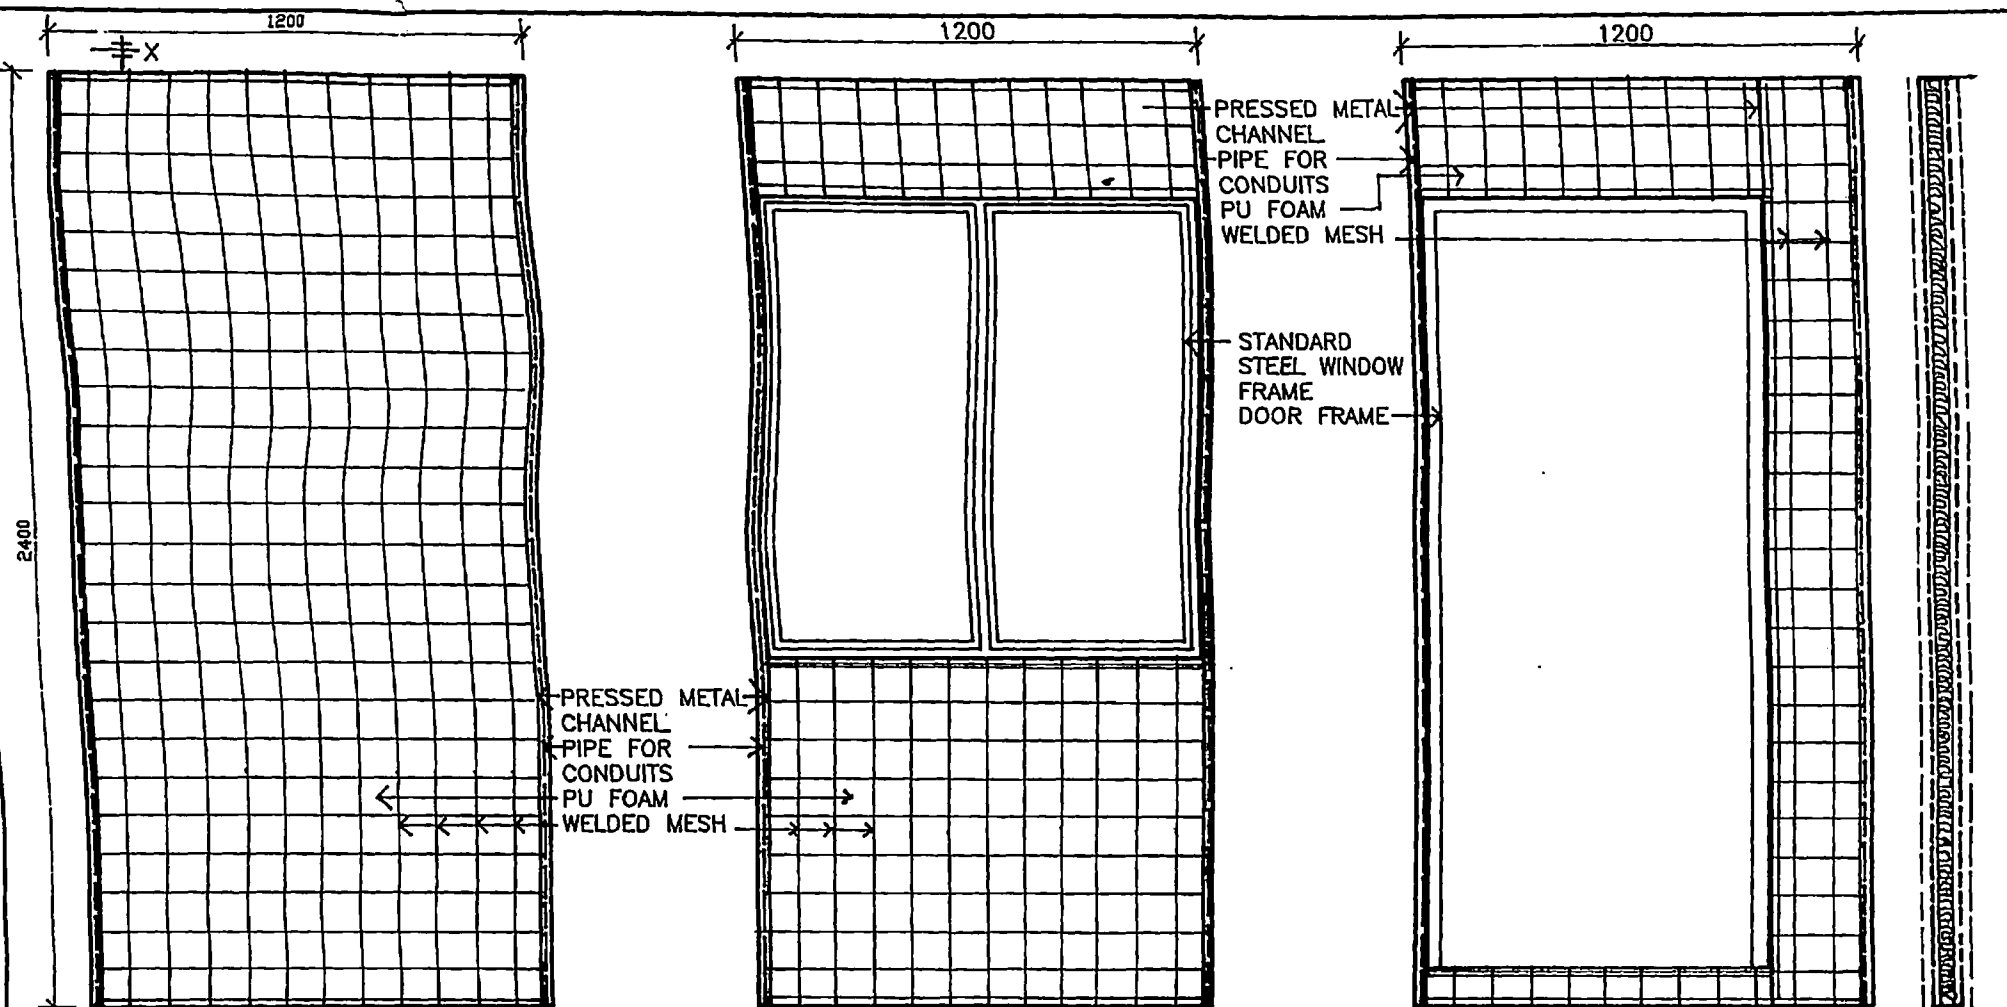 1200
1200
1200
X
2400
PRESSED METAL
CHANNEL
PIPE FOR
CONDUITS
PU FOAM
WELDED MESH
STANDARD
STEEL WINDOW
FRAME
DOOR FRAME
PRESSED METAL
CHANNEL
PIPE FOR
CONDUITS
PU FOAM
WELDED MESH